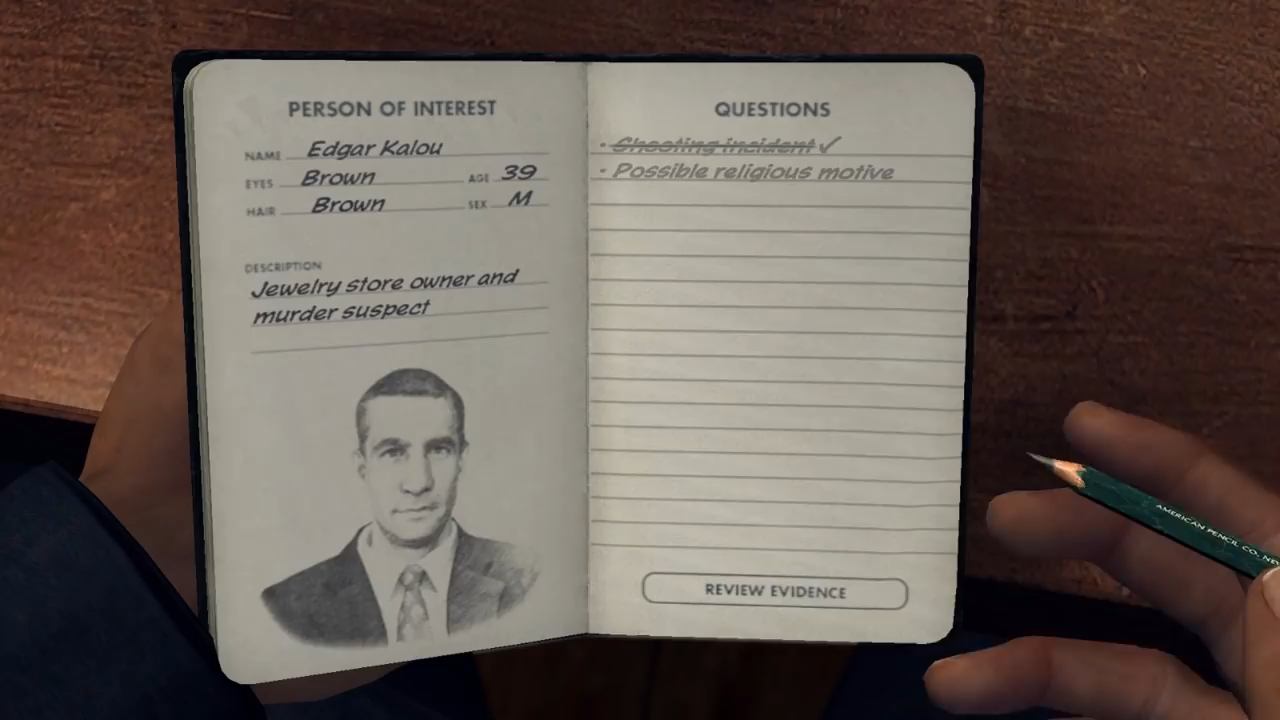 PERSON OF INTEREST
NAME Edgar Kalou
EYES Brown AGE 39
HAIR Brown SEX M
DESCRIPTION
Jewelry store owner and
murder suspect
QUESTIONS
- Shooting incident ✓
- Possible religious motive
REVIEW EVIDENCE
AMERICAN PENCIL CO.